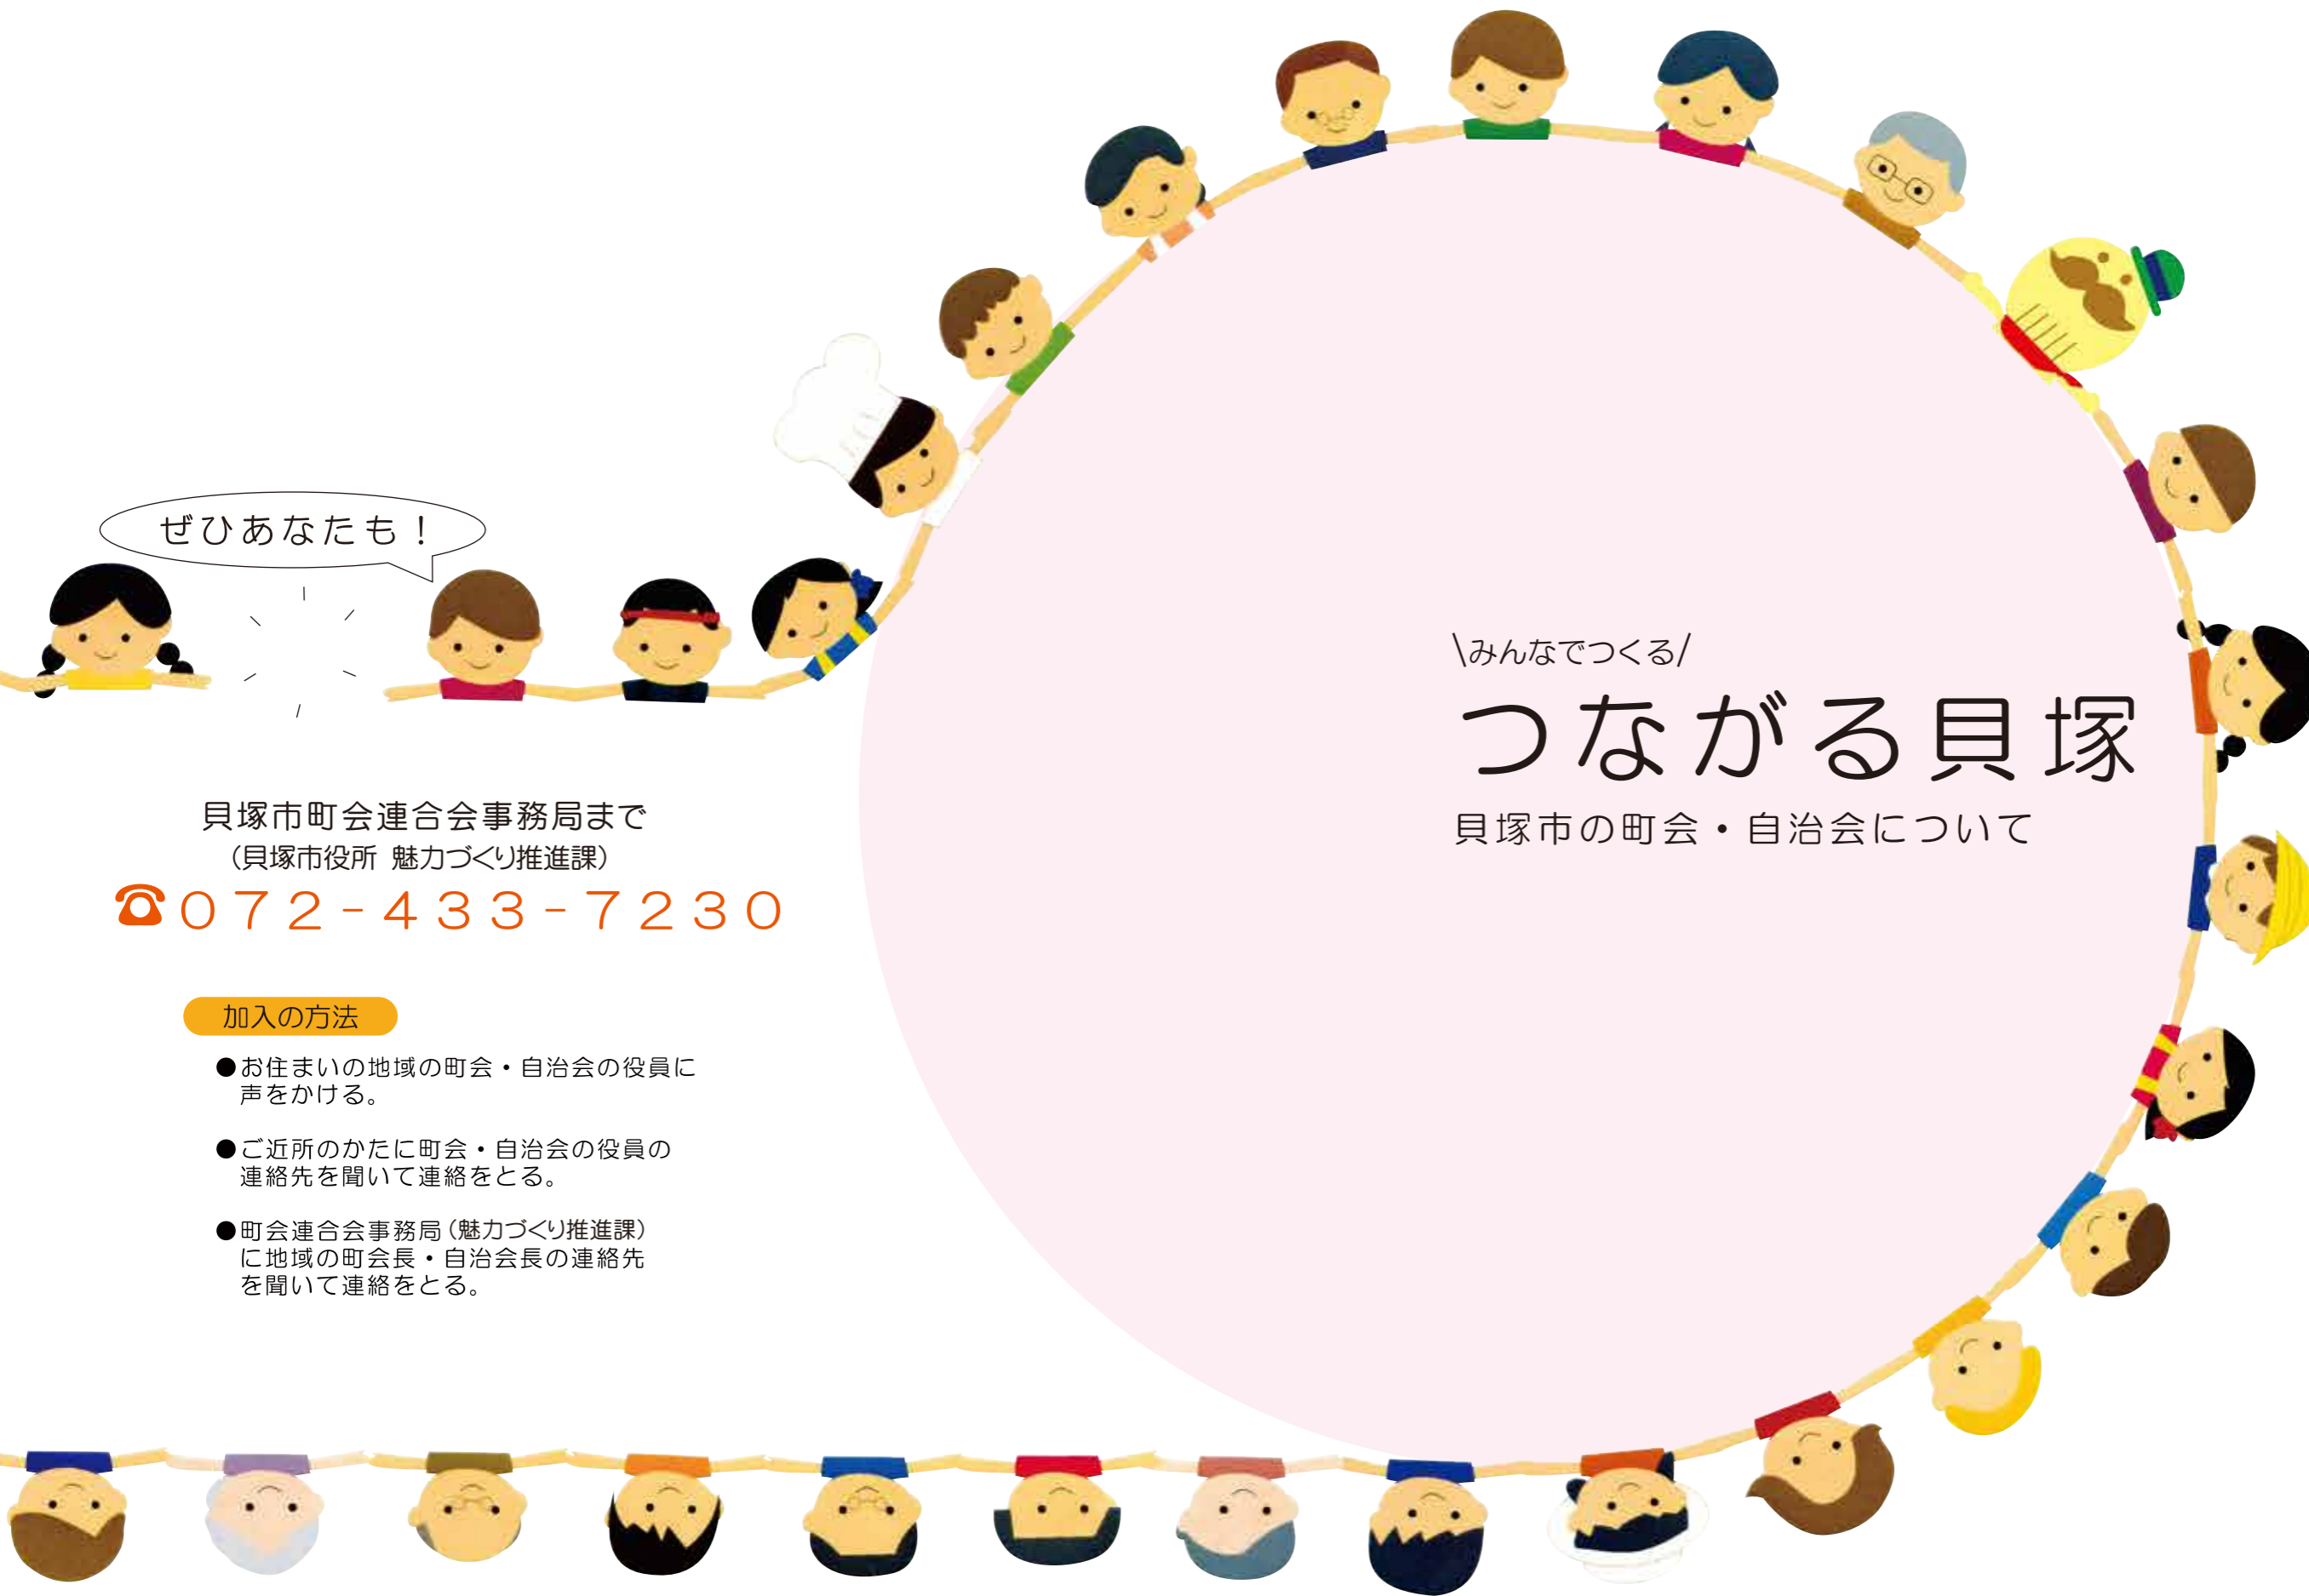 ぜひあなたも！
貝塚市町会連合会事務局まで
（貝塚市役所 魅力づくり推進課）
☎072-433-7230
加入の方法
●お住まいの地域の町会・自治会の役員に
声をかける。
●ご近所のかたに町会・自治会の役員の
連絡先を聞いて連絡をとる。
●町会連合会事務局（魅力づくり推進課）
に地域の町会長・自治会長の連絡先
を聞いて連絡をとる。
\みんなでつくる/
つながる貝塚
貝塚市の町会・自治会について